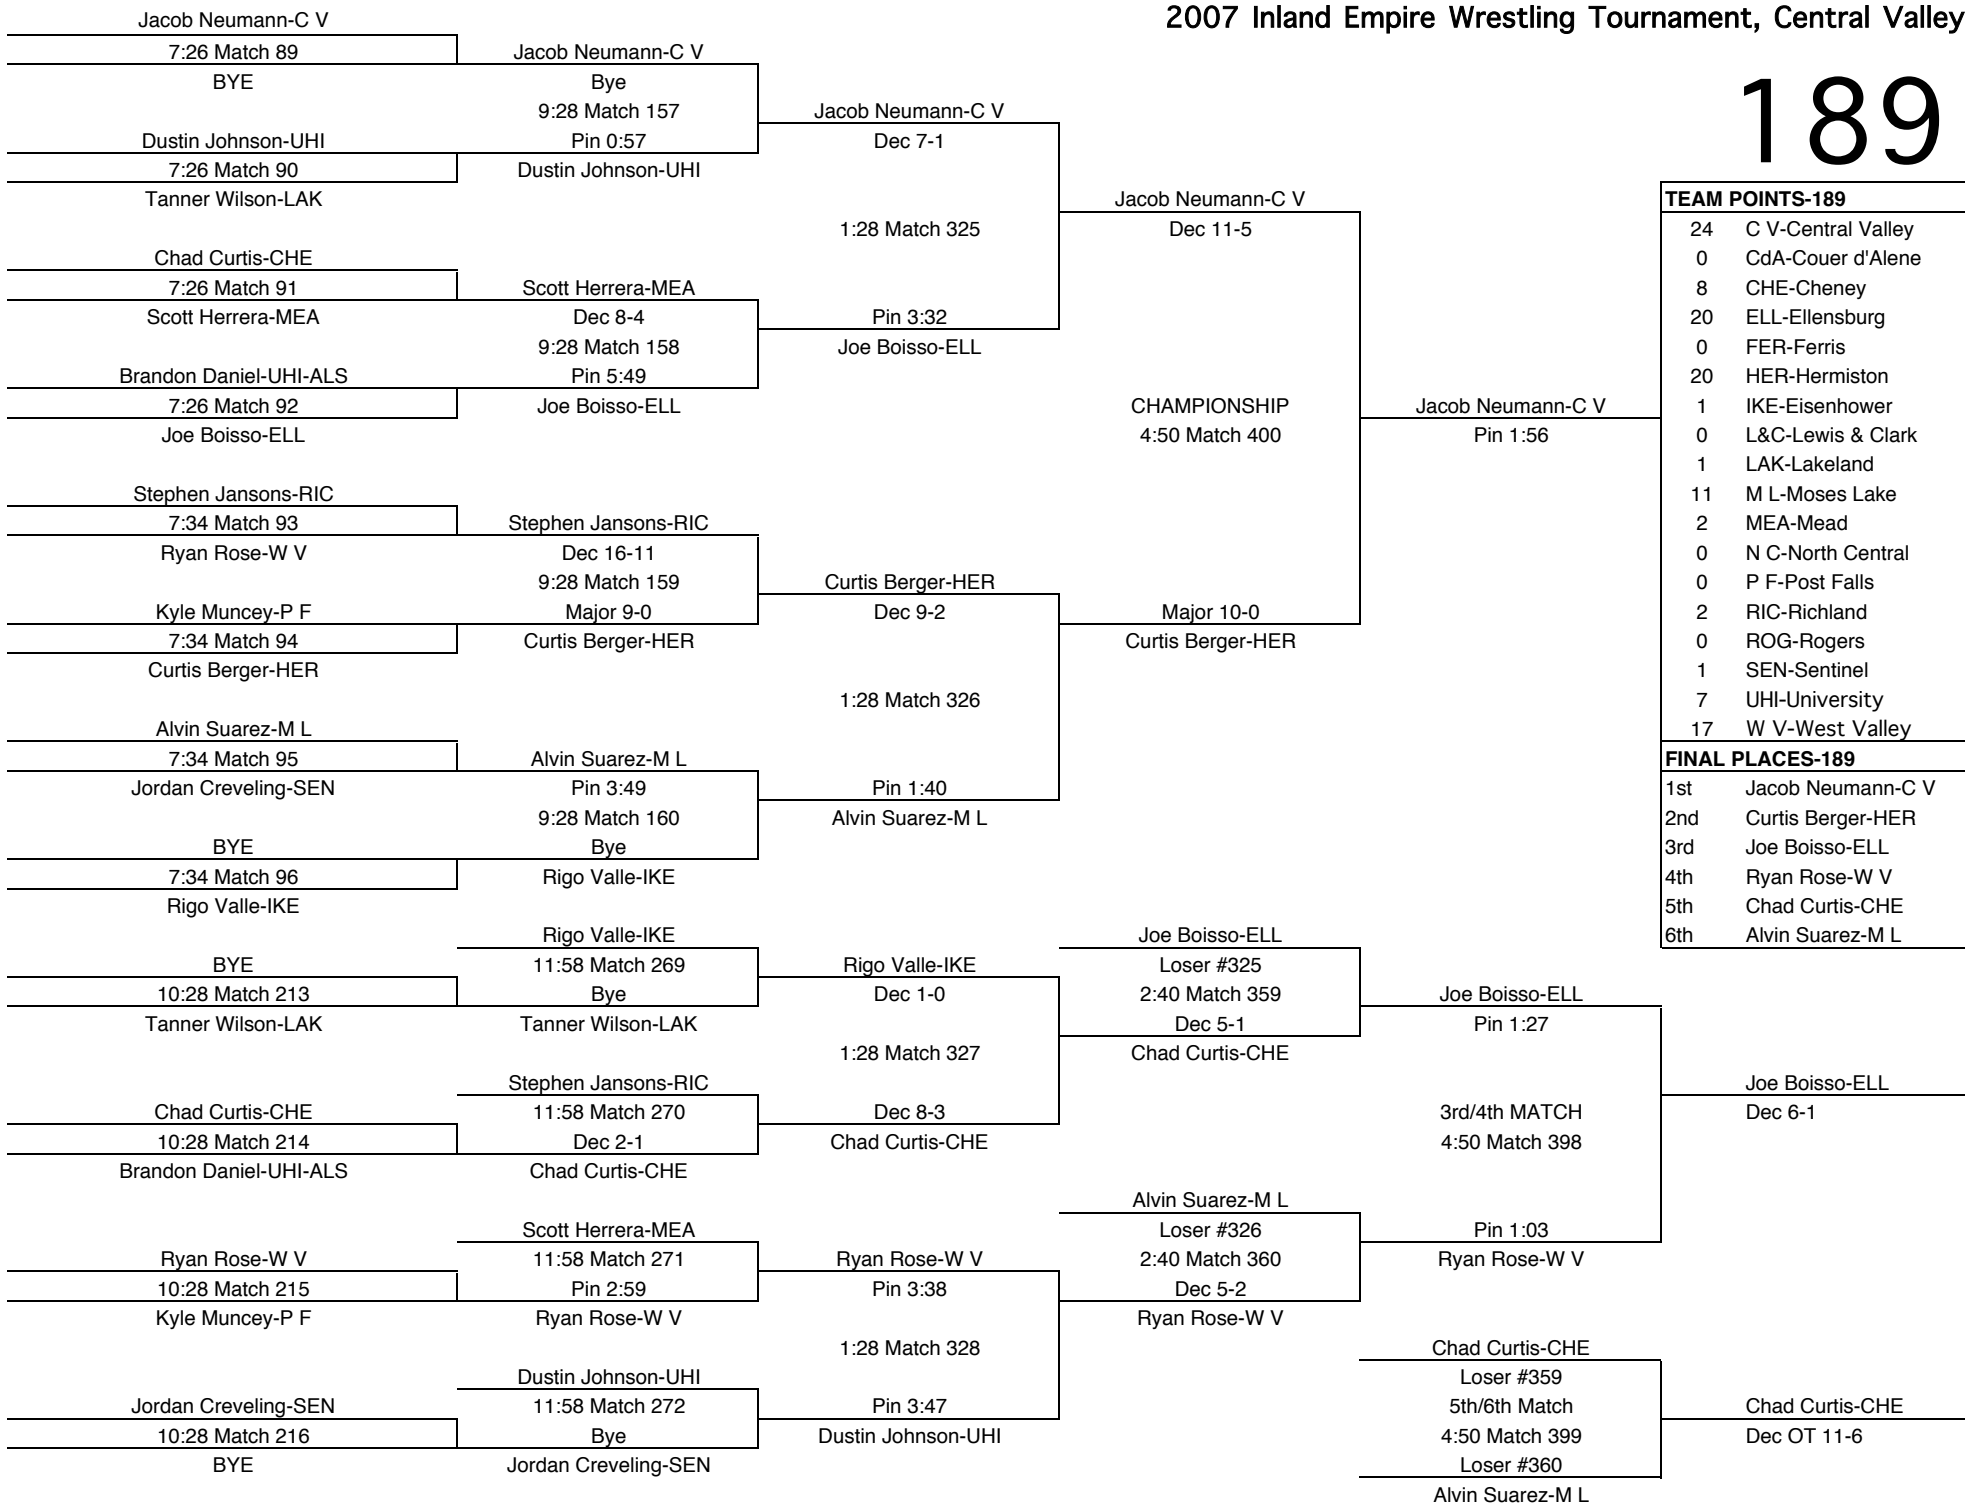 2007 Inland Empire Wrestling Tournament, Central Valley
189
Jacob Neumann-C V
7:26 Match 89
BYE
Dustin Johnson-UHI
7:26 Match 90
Tanner Wilson-LAK
Chad Curtis-CHE
7:26 Match 91
Scott Herrera-MEA
Brandon Daniel-UHI-ALS
7:26 Match 92
Joe Boisso-ELL
Stephen Jansons-RIC
7:34 Match 93
Ryan Rose-W V
Kyle Muncey-P F
7:34 Match 94
Curtis Berger-HER
Alvin Suarez-M L
7:34 Match 95
Jordan Creveling-SEN
BYE
7:34 Match 96
Rigo Valle-IKE
Jacob Neumann-C V
Bye
9:28 Match 157
Pin 0:57
Dustin Johnson-UHI
Scott Herrera-MEA
Dec 8-4
9:28 Match 158
Pin 5:49
Joe Boisso-ELL
Stephen Jansons-RIC
Dec 16-11
9:28 Match 159
Major 9-0
Curtis Berger-HER
Alvin Suarez-M L
Pin 3:49
9:28 Match 160
Bye
Rigo Valle-IKE
Jacob Neumann-C V
Dec 7-1
1:28 Match 325
Pin 3:32
Joe Boisso-ELL
Curtis Berger-HER
Dec 9-2
1:28 Match 326
Pin 1:40
Alvin Suarez-M L
Jacob Neumann-C V
Dec 11-5
CHAMPIONSHIP
4:50 Match 400
Major 10-0
Curtis Berger-HER
Jacob Neumann-C V
Pin 1:56
TEAM POINTS-189
24 C V-Central Valley
0 CdA-Couer d'Alene
8 CHE-Cheney
20 ELL-Ellensburg
0 FER-Ferris
20 HER-Hermiston
1 IKE-Eisenhower
0 L&C-Lewis & Clark
1 LAK-Lakeland
11 M L-Moses Lake
2 MEA-Mead
0 N C-North Central
0 P F-Post Falls
2 RIC-Richland
0 ROG-Rogers
1 SEN-Sentinel
7 UHI-University
17 W V-West Valley
FINAL PLACES-189
1st Jacob Neumann-C V
2nd Curtis Berger-HER
3rd Joe Boisso-ELL
4th Ryan Rose-W V
5th Chad Curtis-CHE
6th Alvin Suarez-M L
BYE
10:28 Match 213
Tanner Wilson-LAK
Chad Curtis-CHE
10:28 Match 214
Brandon Daniel-UHI-ALS
Ryan Rose-W V
10:28 Match 215
Kyle Muncey-P F
Jordan Creveling-SEN
10:28 Match 216
BYE
Rigo Valle-IKE
11:58 Match 269
Bye
Tanner Wilson-LAK
Stephen Jansons-RIC
11:58 Match 270
Dec 2-1
Chad Curtis-CHE
Scott Herrera-MEA
11:58 Match 271
Pin 2:59
Ryan Rose-W V
Dustin Johnson-UHI
11:58 Match 272
Bye
Jordan Creveling-SEN
Rigo Valle-IKE
Dec 1-0
1:28 Match 327
Dec 8-3
Chad Curtis-CHE
Ryan Rose-W V
Pin 3:38
1:28 Match 328
Pin 3:47
Dustin Johnson-UHI
Joe Boisso-ELL
Loser #325
2:40 Match 359
Dec 5-1
Chad Curtis-CHE
Alvin Suarez-M L
Loser #326
2:40 Match 360
Dec 5-2
Ryan Rose-W V
Joe Boisso-ELL
Pin 1:27
3rd/4th MATCH
4:50 Match 398
Pin 1:03
Ryan Rose-W V
Chad Curtis-CHE
Loser #359
5th/6th Match
4:50 Match 399
Loser #360
Alvin Suarez-M L
Joe Boisso-ELL
Dec 6-1
Chad Curtis-CHE
Dec OT 11-6